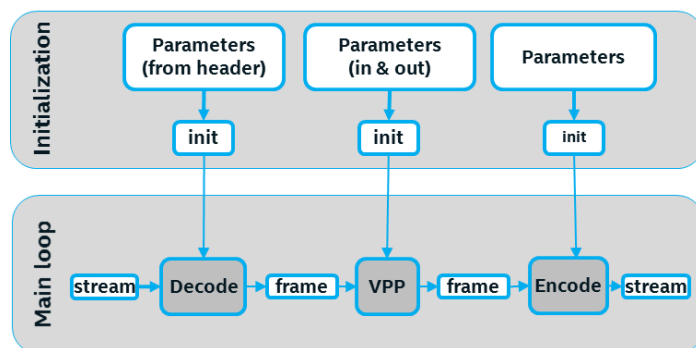 Initialization
Parameters
(from header)
Parameters
(in & out)
Parameters
init
init
init
Main loop
stream
Decode
frame
VPP
frame
Encode
stream